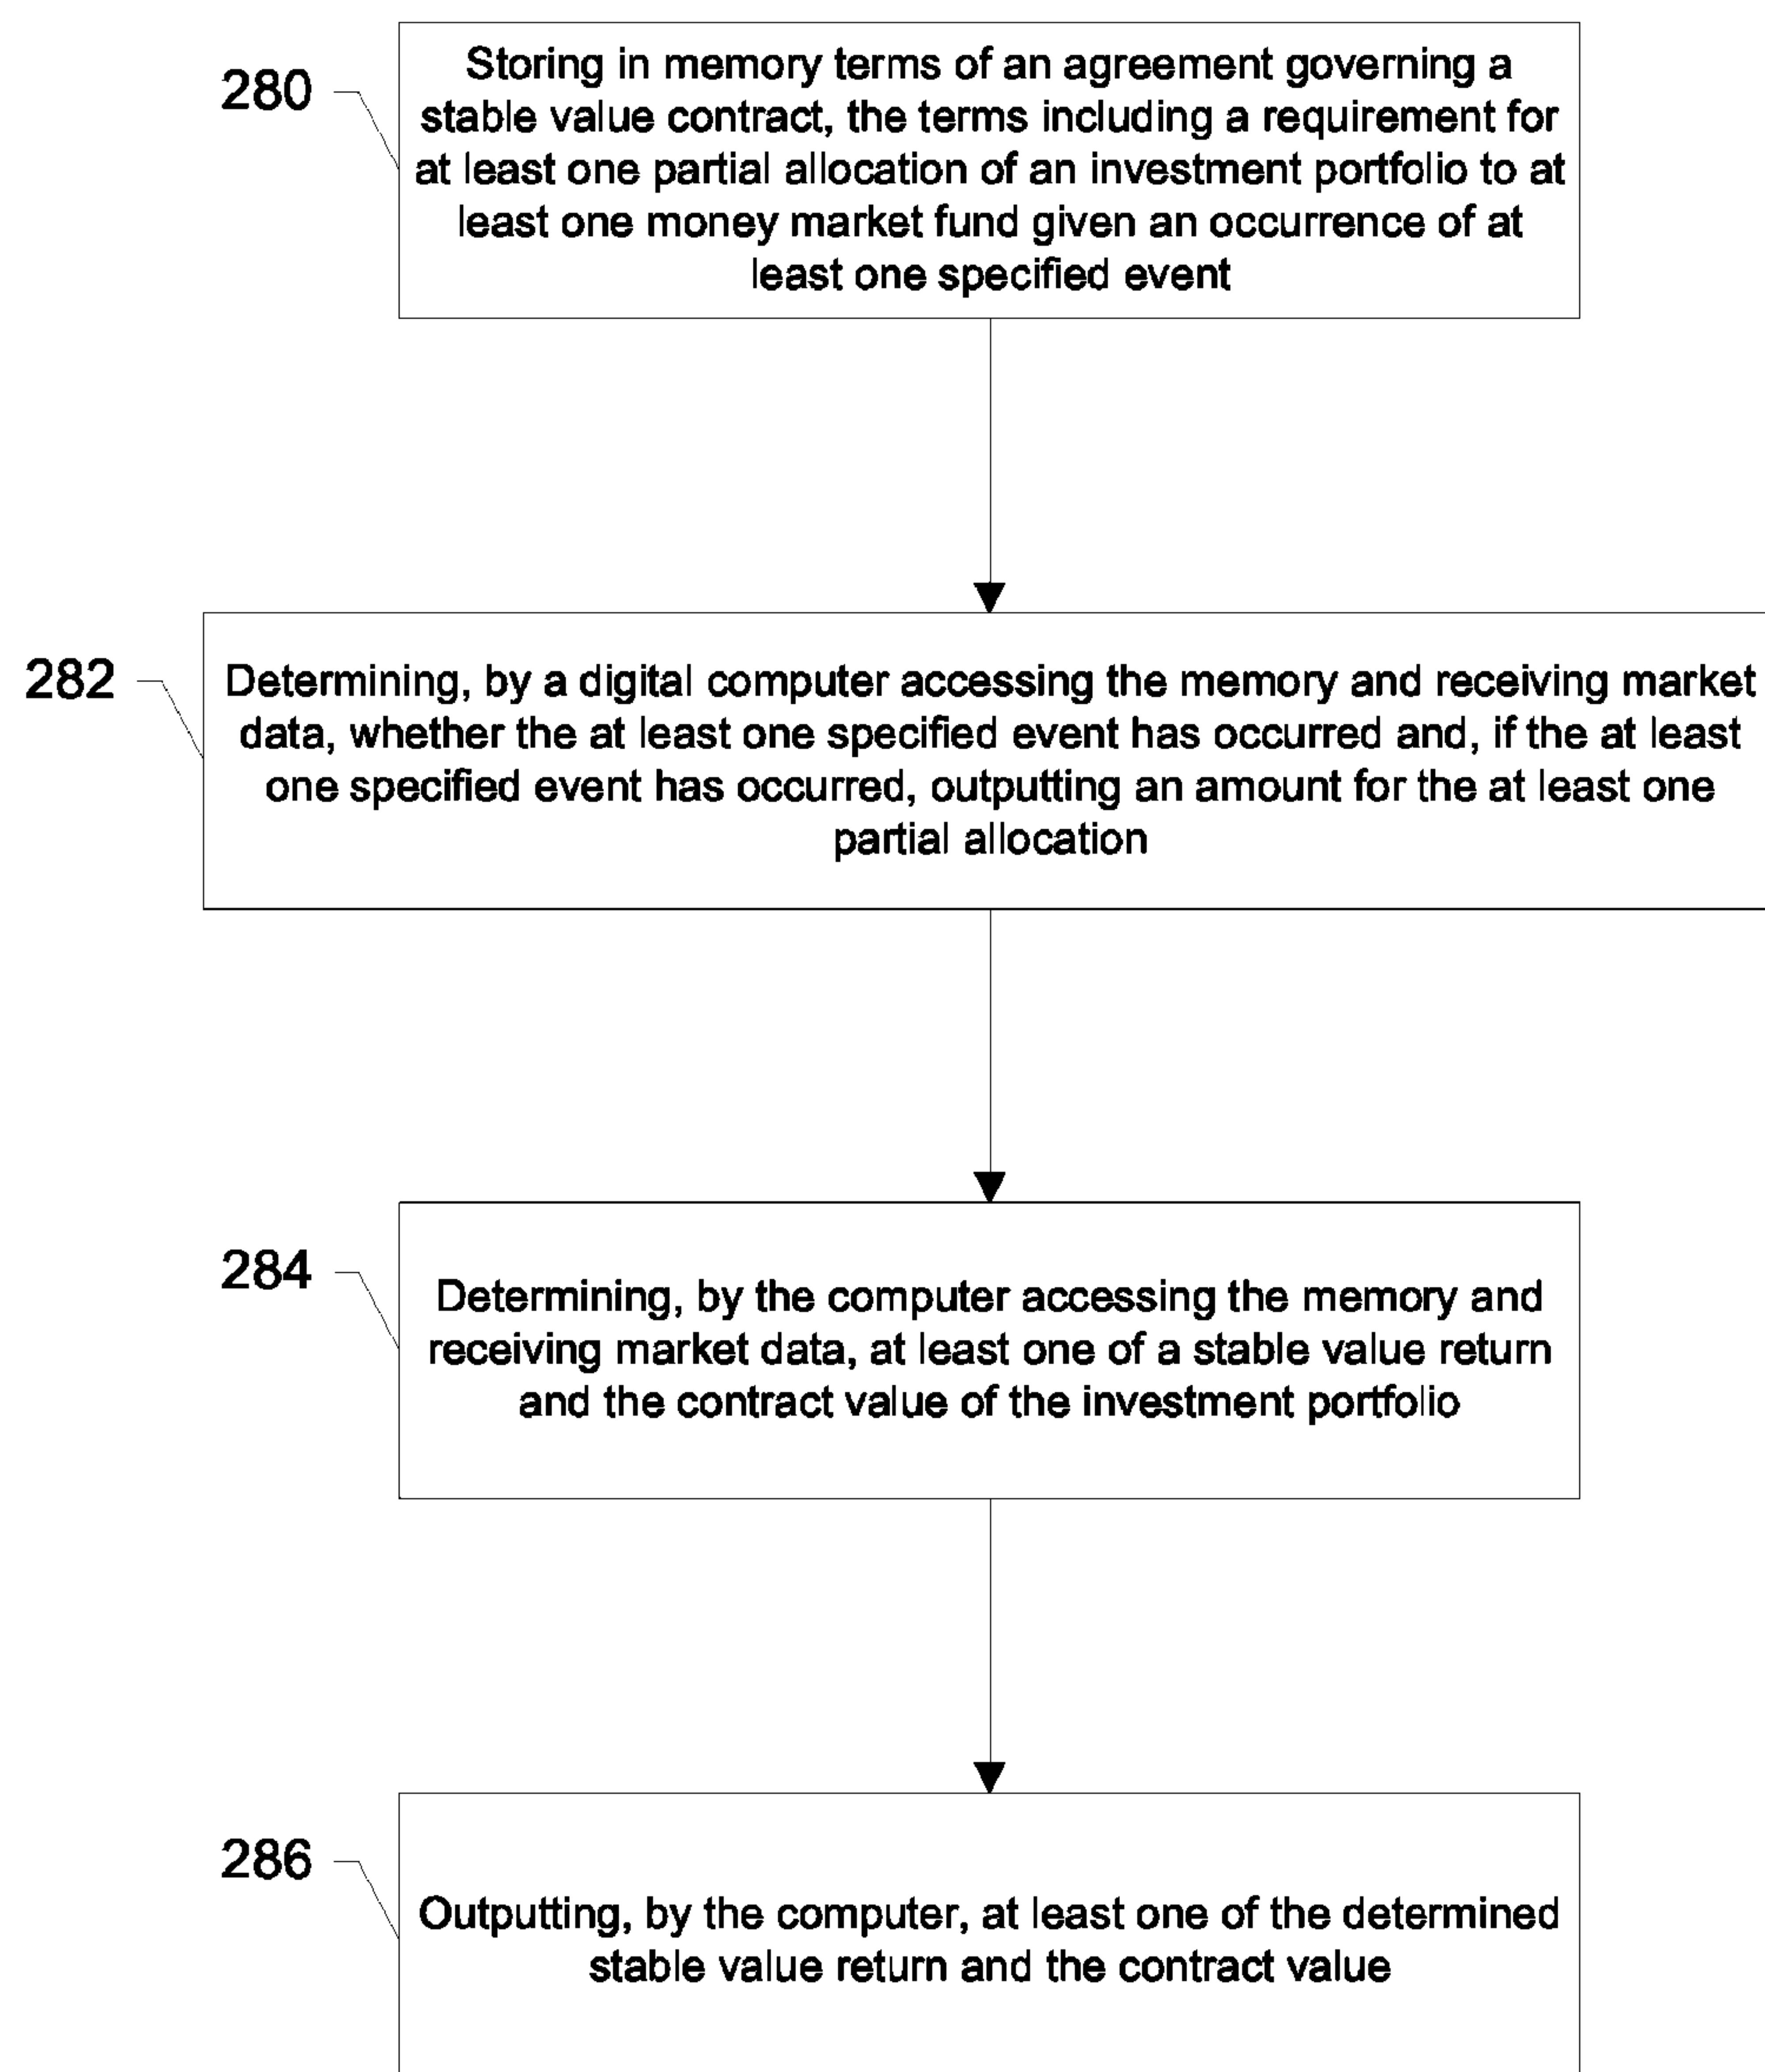 280
Storing in memory terms of an agreement governing a
stable value contract, the terms including a requirement for
at least one partial allocation of an investment portfolio to at
least one money market fund given an occurrence of at
least one specified event
282
Determining, by a digital computer accessing the memory and receiving market
data, whether the at least one specified event has occurred and, if the at least
one specified event has occurred, outputting an amount for the at least one
partial allocation
284
Determining, by the computer accessing the memory and
receiving market data, at least one of a stable value return
and the contract value of the investment portfolio
286
Outputting, by the computer, at least one of the determined
stable value return and the contract value